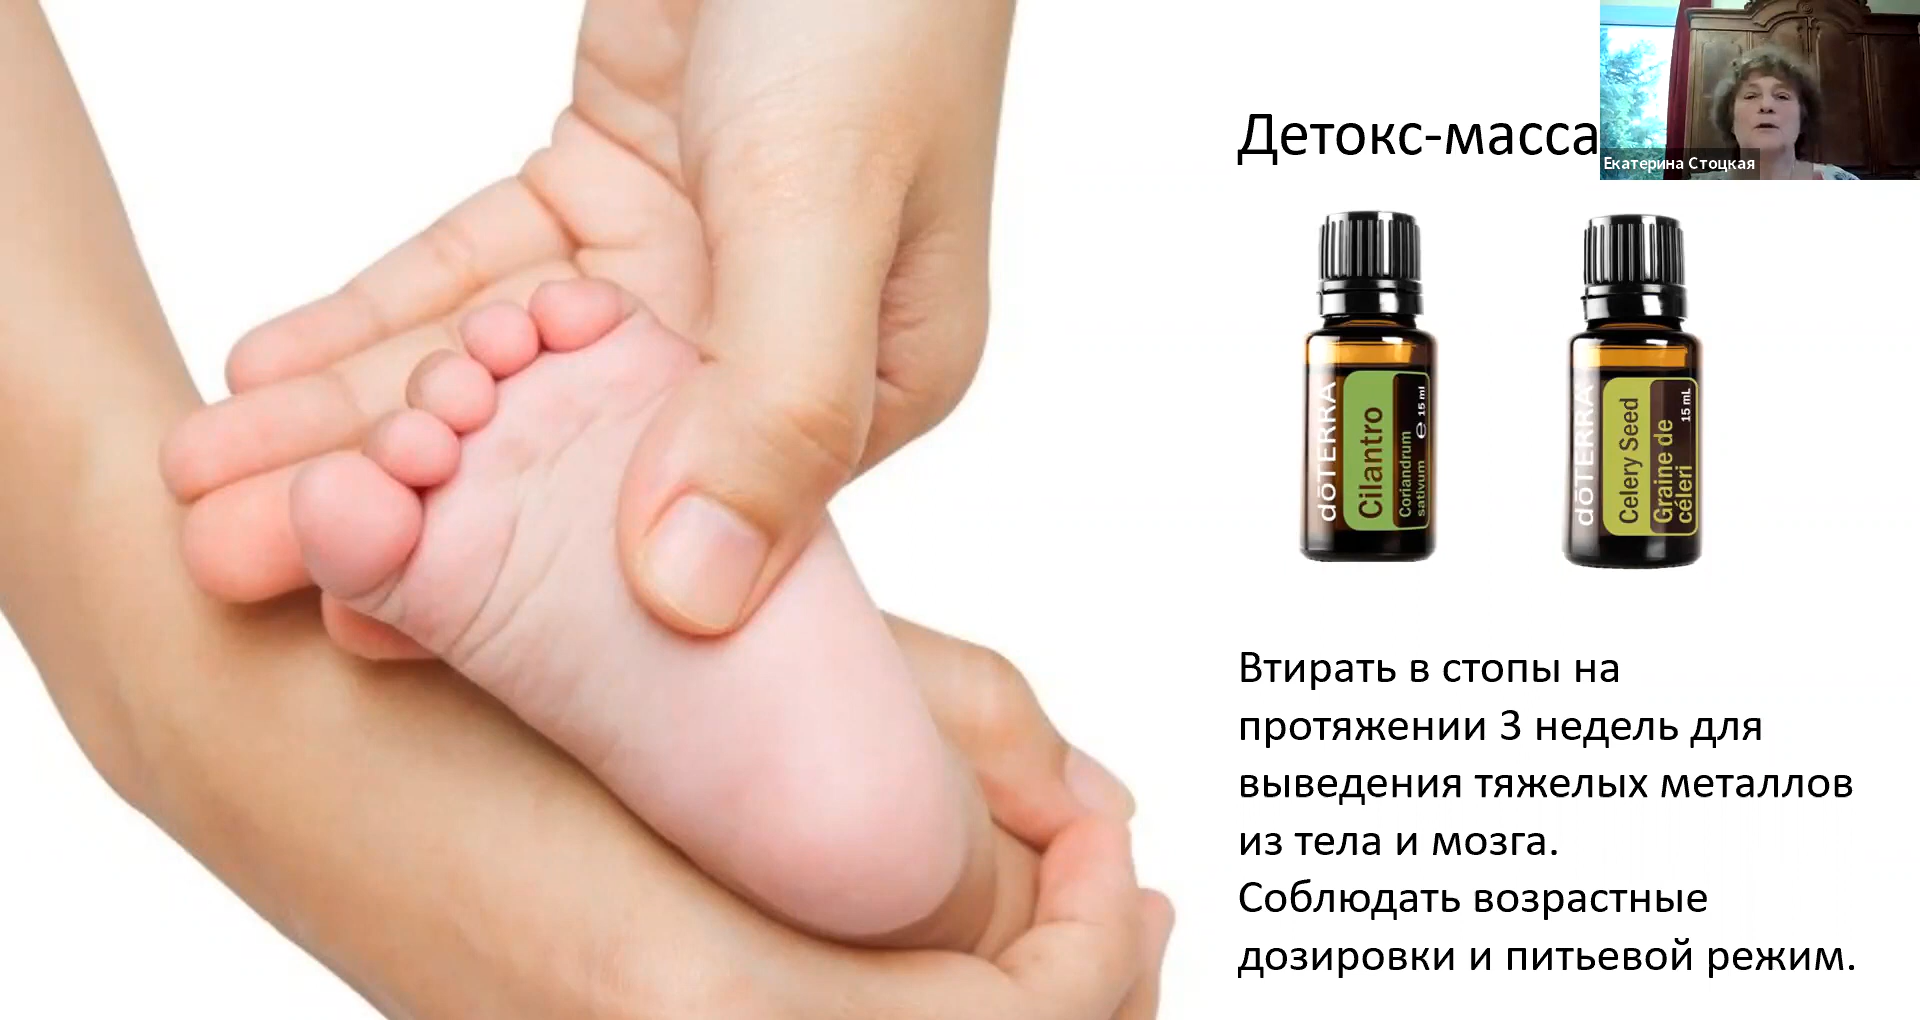 Детокс-масса
Екатерина Стоцкая
dōTERRA
Cilantro
Coriandrum
sativum
℮ 15 ml
dōTERRA
Celery Seed
Graine de
céleri
15 mL
Втирать в стопы на
протяжении 3 недель для
выведения тяжелых металлов
из тела и мозга.
Соблюдать возрастные
дозировки и питьевой режим.